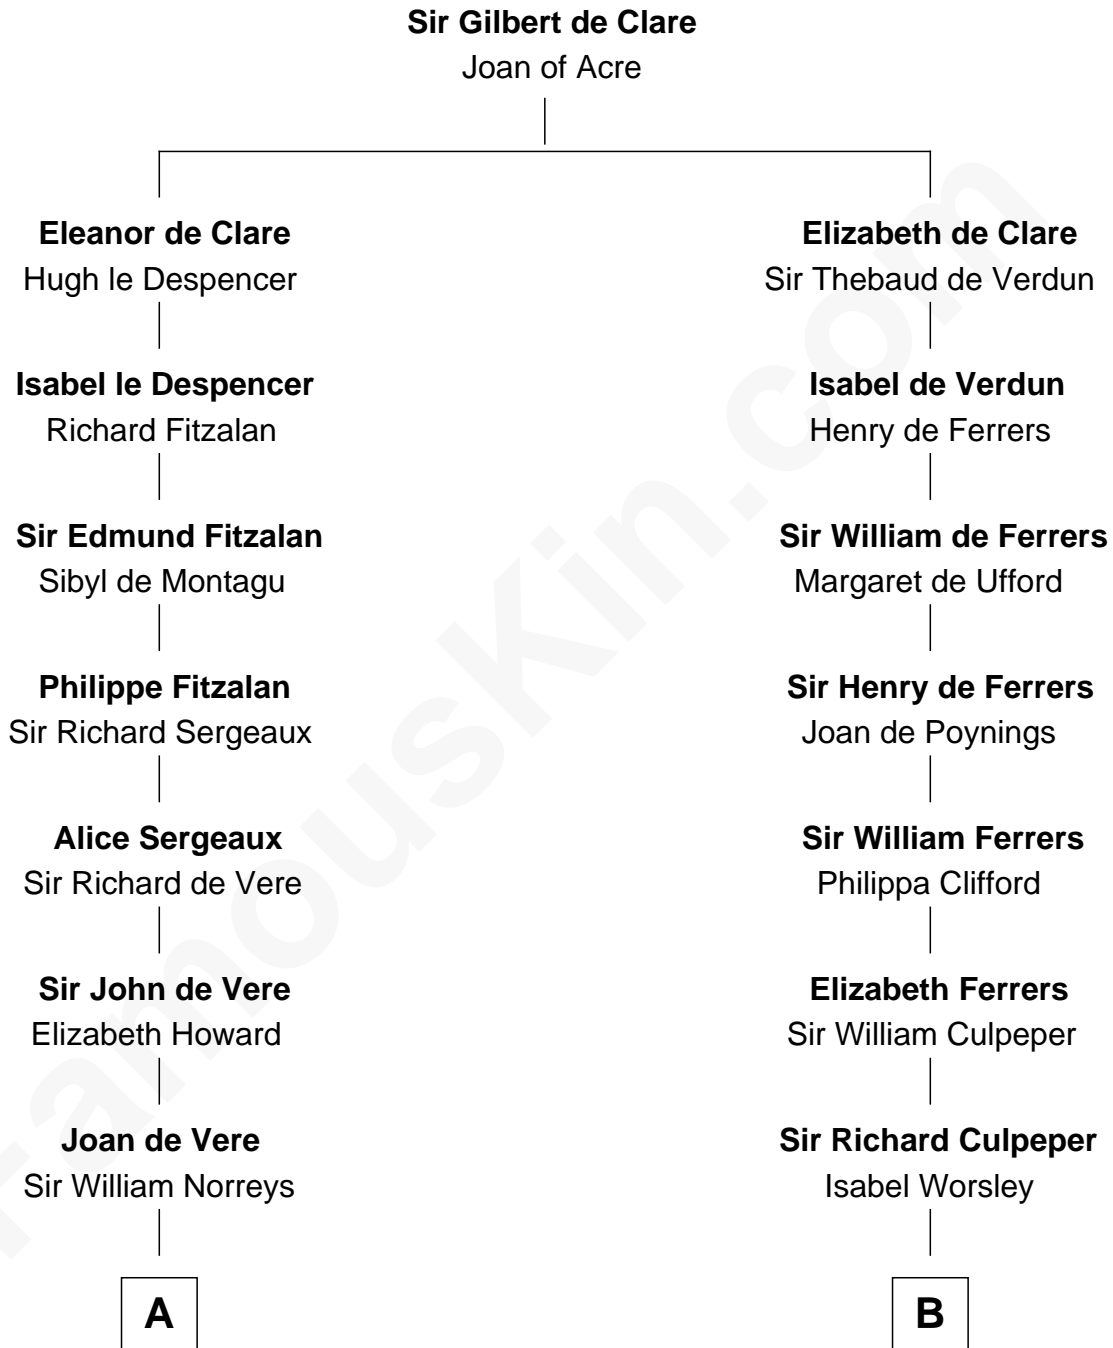 Sir Gilbert de Clare
Joan of Acre
Eleanor de Clare
Hugh le Despencer
Elizabeth de Clare
Sir Thebaud de Verdun
Isabel le Despencer
Richard Fitzalan
Isabel de Verdun
Henry de Ferrers
Sir Edmund Fitzalan
Sibyl de Montagu
Sir William de Ferrers
Margaret de Ufford
Philippe Fitzalan
Sir Richard Sergeaux
Sir Henry de Ferrers
Joan de Poynings
Alice Sergeaux
Sir Richard de Vere
Sir William Ferrers
Philippa Clifford
Sir John de Vere
Elizabeth Howard
Elizabeth Ferrers
Sir William Culpeper
Joan de Vere
Sir William Norreys
Sir Richard Culpeper
Isabel Worsley
A
B
FamousKin.com